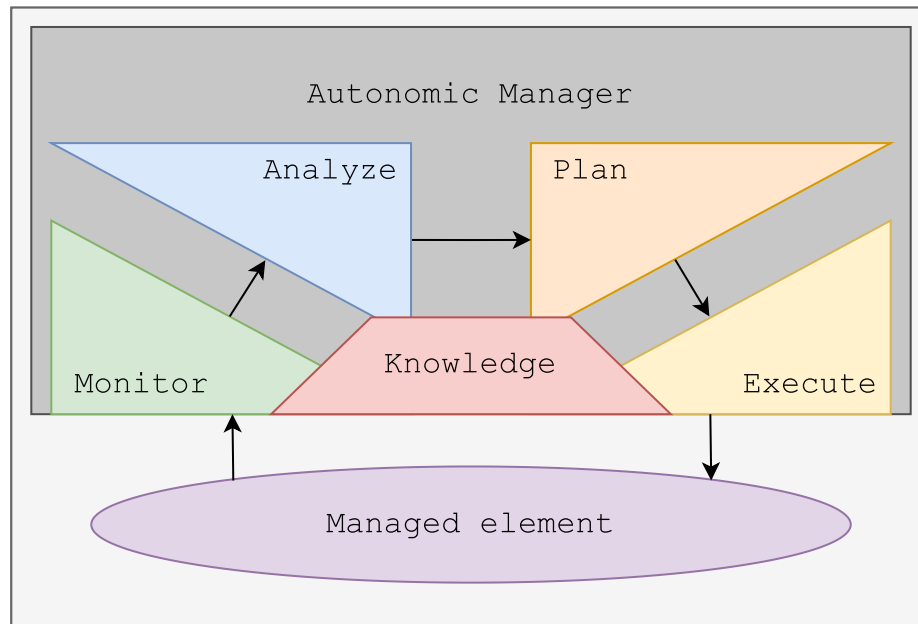 Autonomic Manager
Analyze
Plan
Monitor
Knowledge
Execute
Managed element